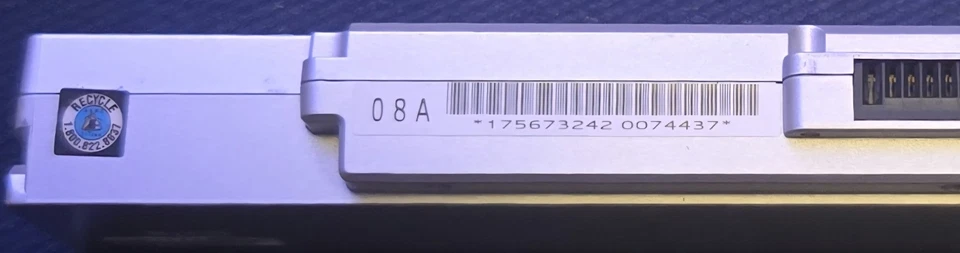 RECYCLE
1.800.822.8837
08A
*175673242 0074437*